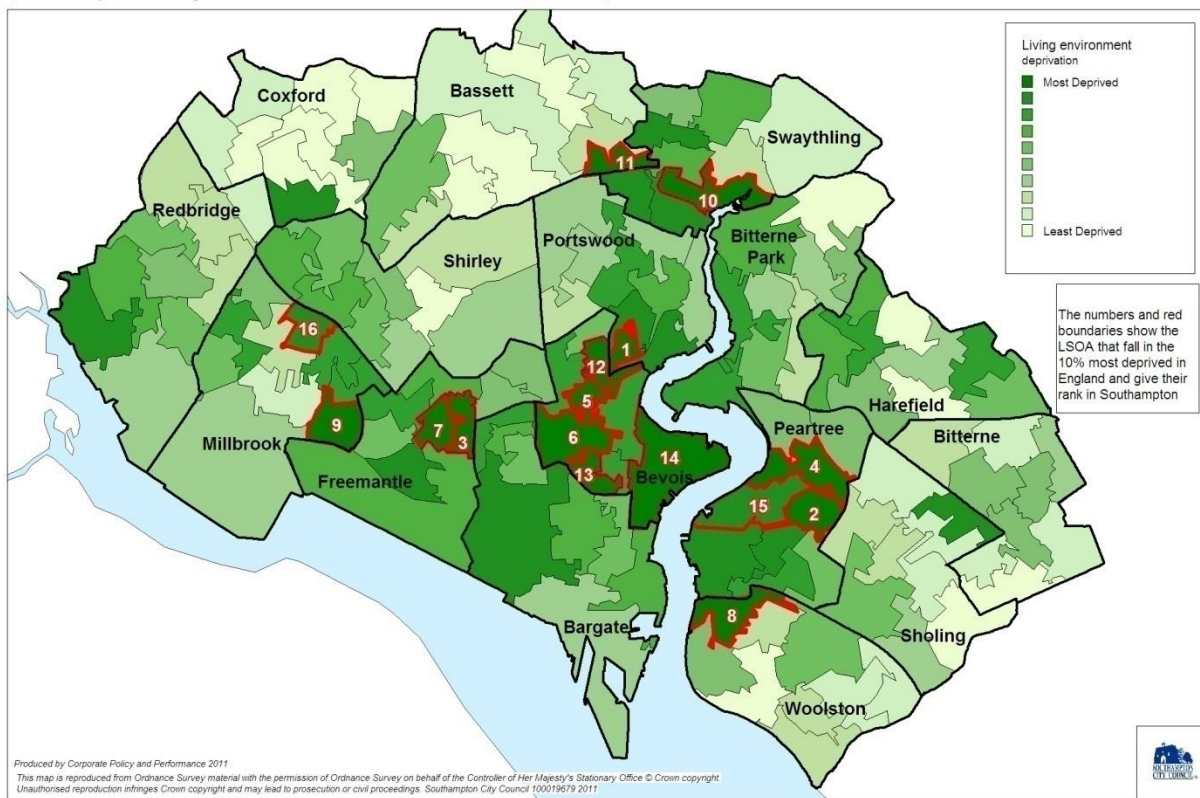 Living environment
deprivation
Most Deprived
Least Deprived
The numbers and red
boundaries show the
LSOA that fall in the
10% most deprived in
England and give their
rank in Southampton
Coxford
Bassett
Swaythling
11
10
Redbridge
Portswood
Bitterne
Park
Shirley
16
1
12
5
Harefield
9
7
3
6
Peartree
Bitterne
Millbrook
14
4
Freemantle
13
Bevois
15
2
8
Bargate
Sholing
Woolston
Produced by Corporate Policy and Performance 2011
This map is reproduced from Ordnance Survey material with the permission of Ordnance Survey on behalf of the Controller of Her Majesty's Stationary Office © Crown copyright.
Unauthorised reproduction infringes Crown copyright and may lead to prosecution or civil proceedings. Southampton City Council 100019679 2011
SOUTHAMPTON
CITY COUNCIL